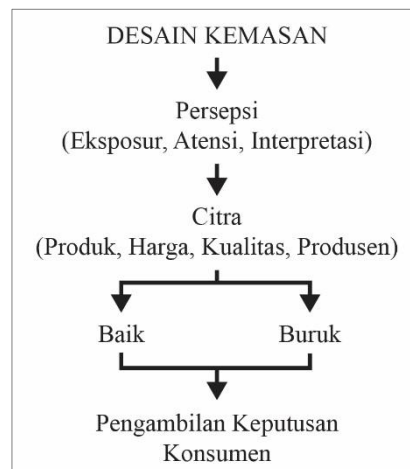 DESAIN KEMASAN
Persepsi
(Eksposur, Atensi, Interpretasi)
Citra
(Produk, Harga, Kualitas, Produsen)
Baik Buruk
Pengambilan Keputusan
Konsumen